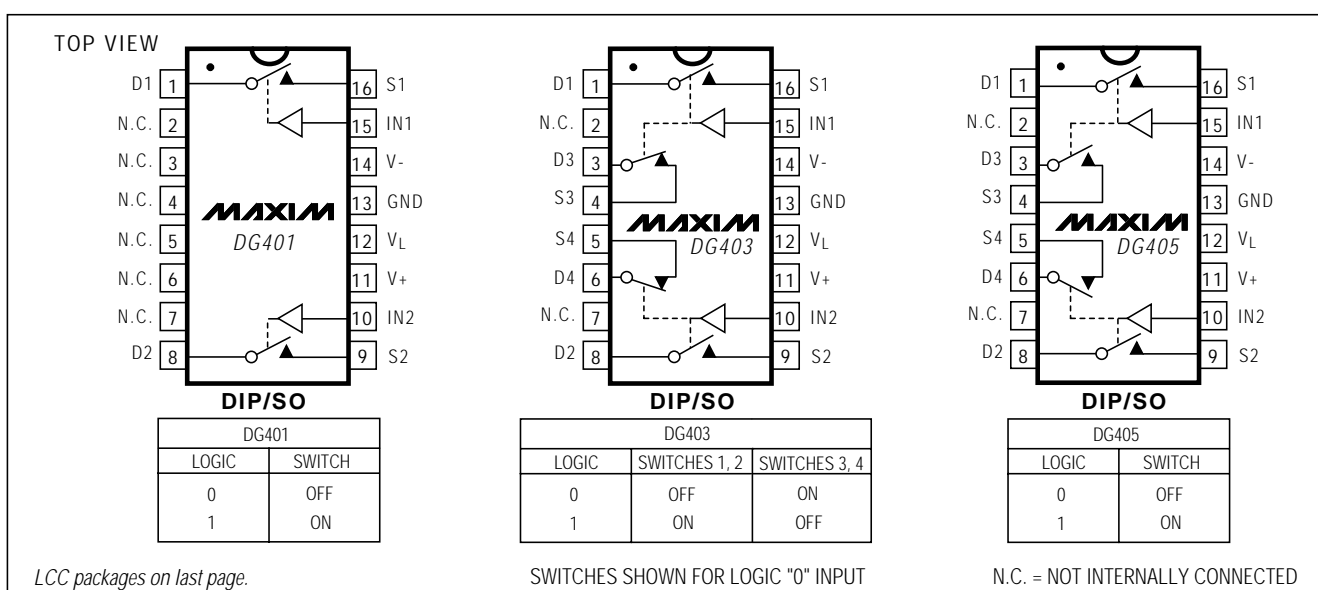 TOP VIEW
D1 1 16 S1
N.C. 2 15 IN1
N.C. 3 14 V-
N.C. 4 13 GND
N.C. 5 12 VL
N.C. 6 11 V+
N.C. 7 10 IN2
D2 8 9 S2
MAXIM
DG401
DIP/SO
DG401
LOGIC SWITCH
0 OFF
1 ON
D1 1 16 S1
N.C. 2 15 IN1
D3 3 14 V-
S3 4 13 GND
S4 5 12 VL
D4 6 11 V+
N.C. 7 10 IN2
D2 8 9 S2
MAXIM
DG403
DIP/SO
DG403
LOGIC SWITCHES 1, 2 SWITCHES 3, 4
0 OFF ON
1 ON OFF
D1 1 16 S1
N.C. 2 15 IN1
D3 3 14 V-
S3 4 13 GND
S4 5 12 VL
D4 6 11 V+
N.C. 7 10 IN2
D2 8 9 S2
MAXIM
DG405
DIP/SO
DG405
LOGIC SWITCH
0 OFF
1 ON
LCC packages on last page.
SWITCHES SHOWN FOR LOGIC "0" INPUT
N.C. = NOT INTERNALLY CONNECTED